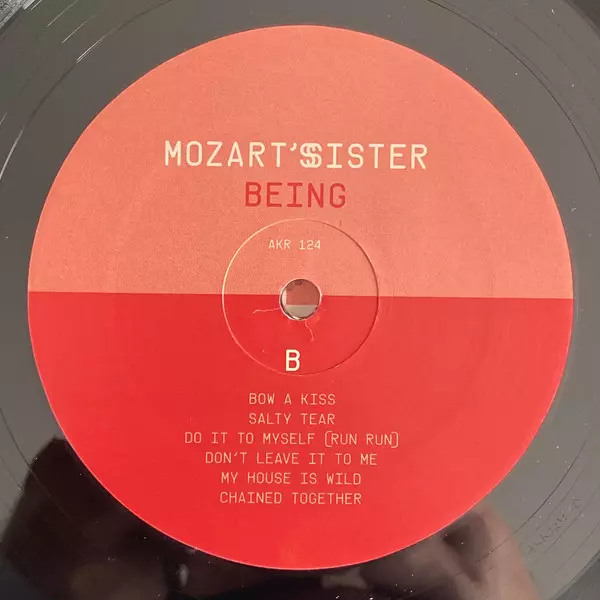 MOZART'S SISTER
BEING
AKR 124
B
BOW A KISS
SALTY TEAR
DO IT TO MYSELF (RUN RUN)
DON'T LEAVE IT TO ME
MY HOUSE IS WILD
CHAINED TOGETHER